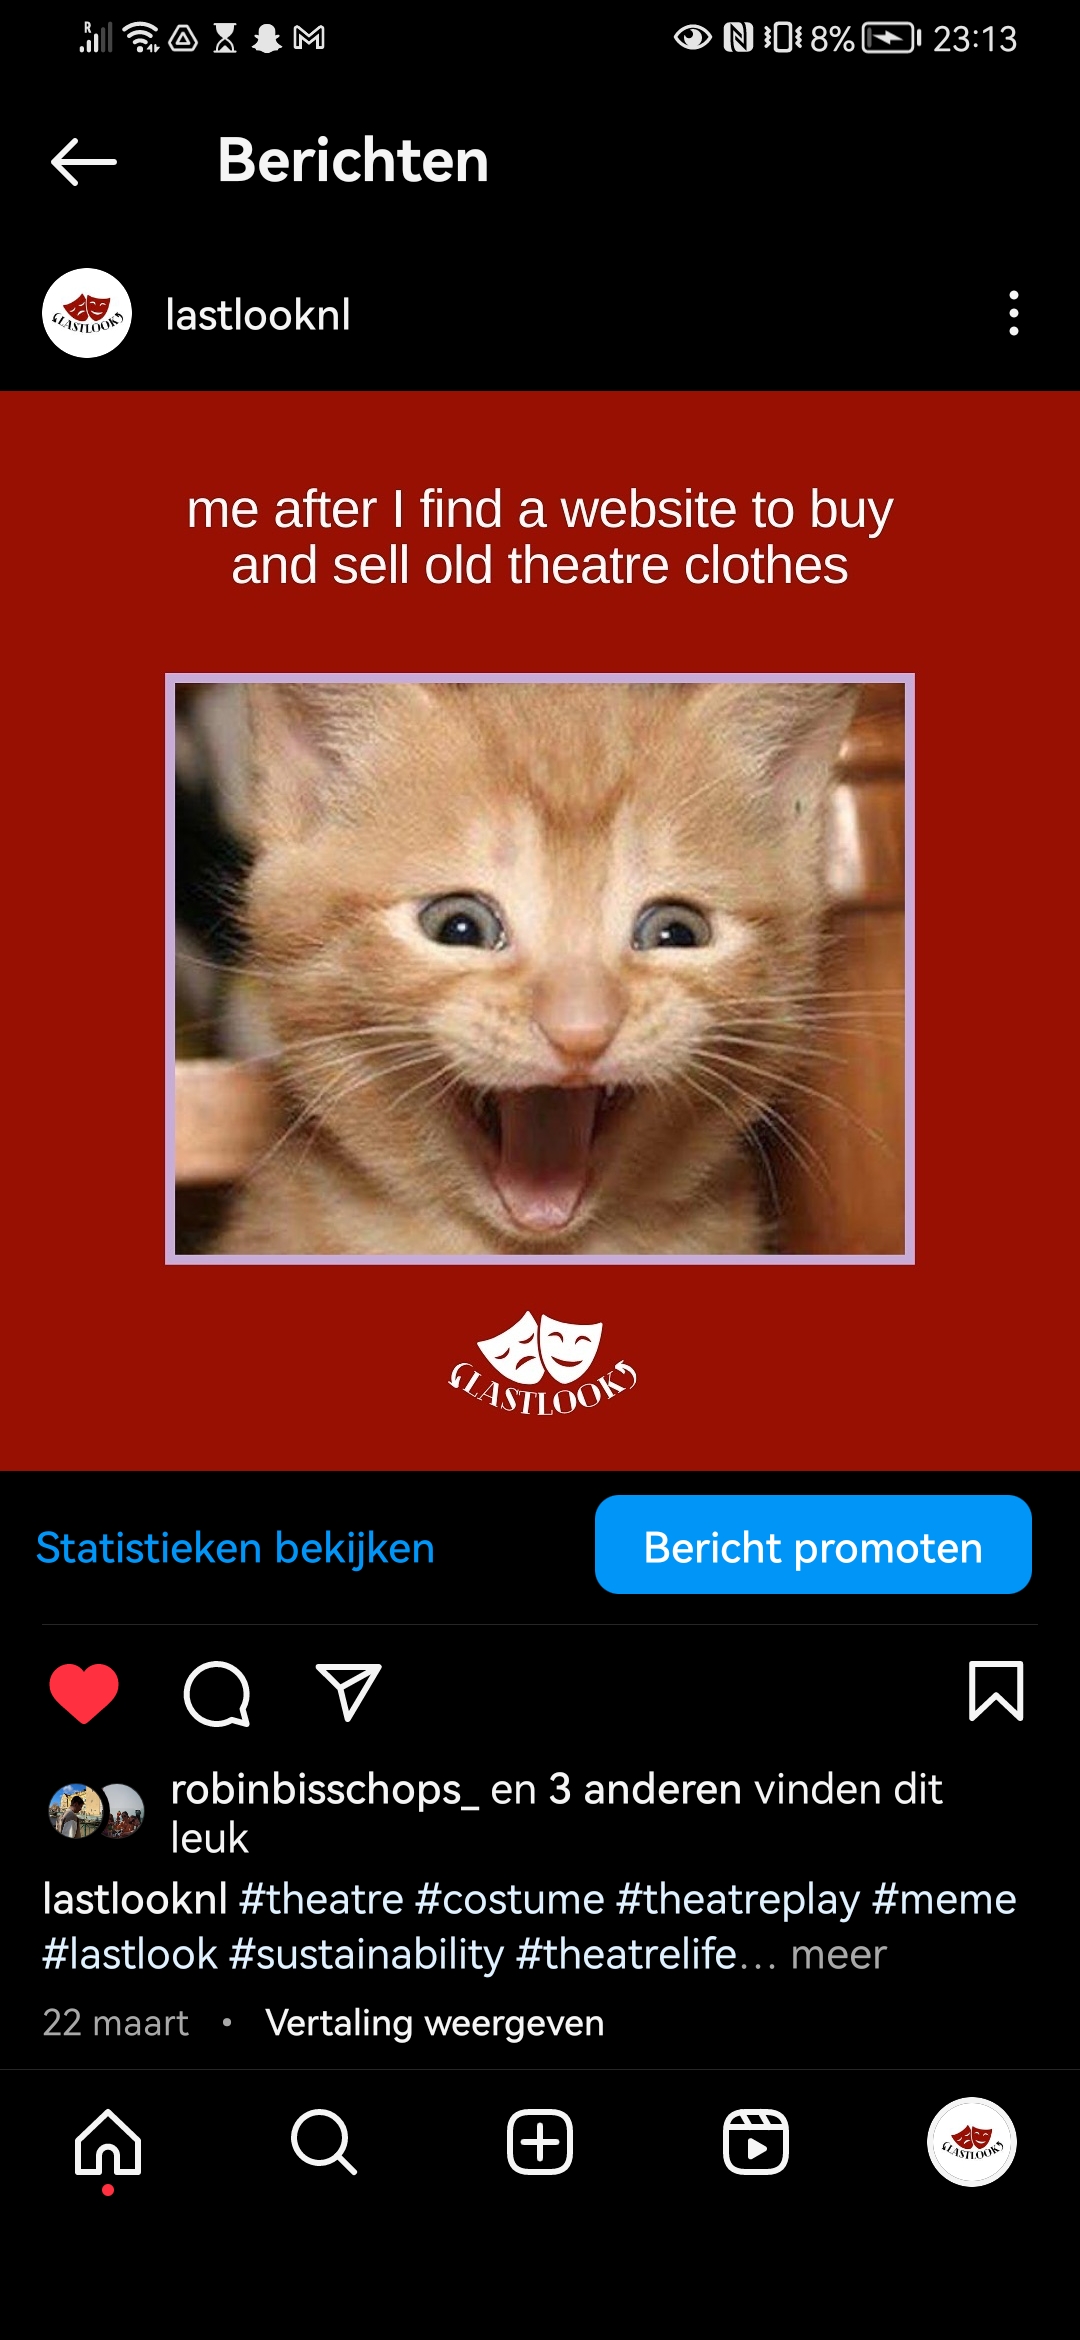 R
8% 23:13
Berichten
LASTLOOK
lastlooknl
me after I find a website to buy
and sell old theatre clothes
LASTLOOK
Statistieken bekijken
Bericht promoten
robinbisschops_ en 3 anderen vinden dit
leuk
lastlooknl #theatre #costume #theatreplay #meme
#lastlook #sustainability #theatrelife... meer
22 maart • Vertaling weergeven
LASTLOOK